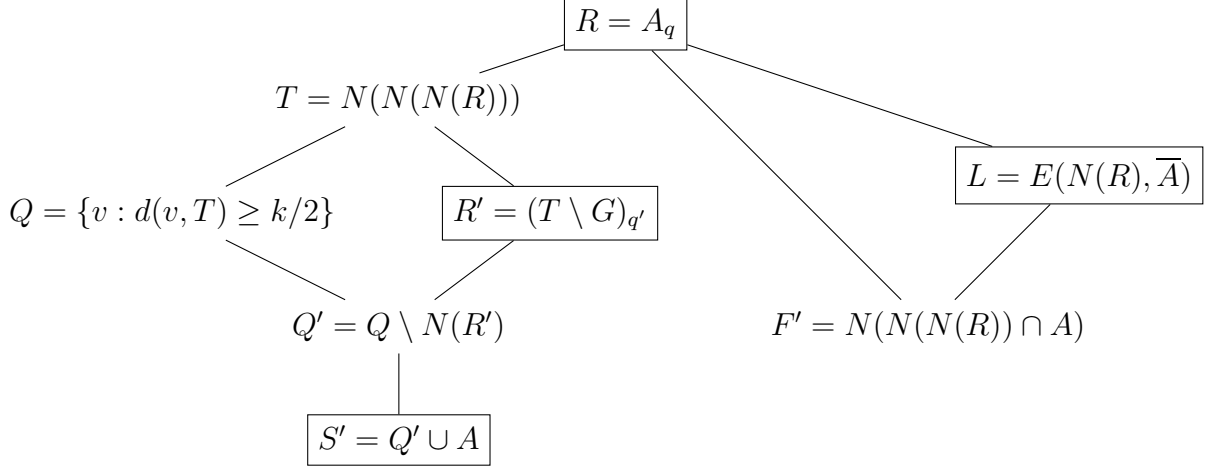 R = A_q
T = N(N(N(R)))
L = E(N(R), \overline{A})
Q = {v : d(v, T) ≥ k/2}
R′ = (T \ G)_{q′}
Q′ = Q \ N(R′)
F′ = N(N(N(R)) ∩ A)
S′ = Q′ ∪ A